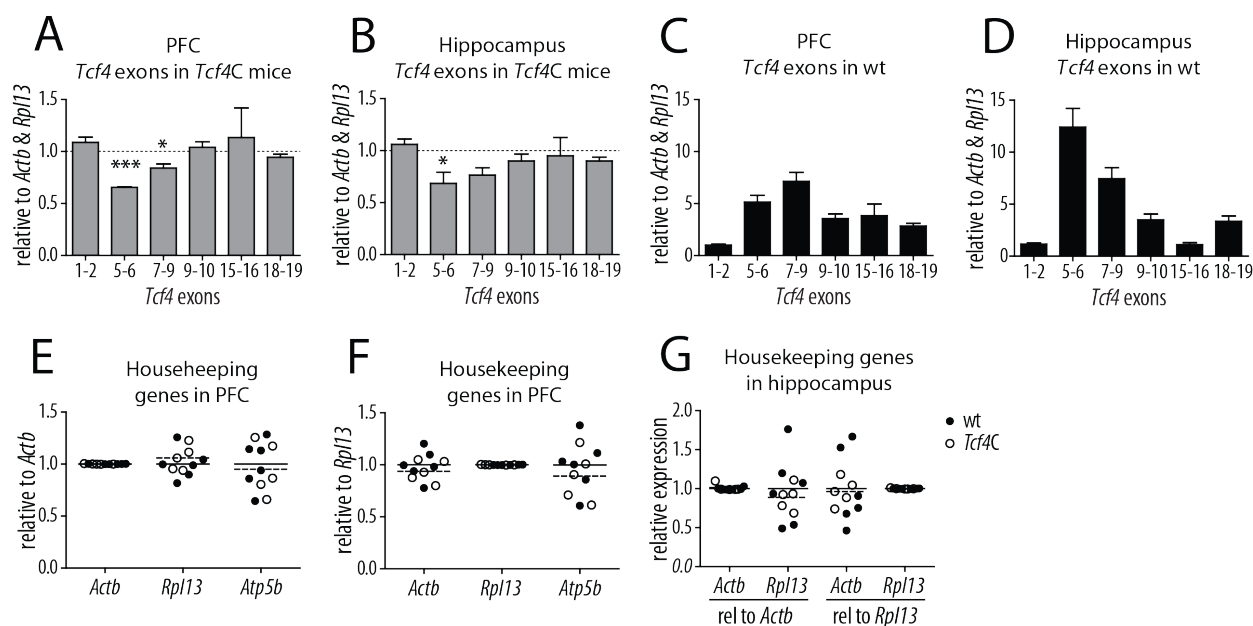 A
PFC
Tcf4 exons in Tcf4C mice
relative to Actb & Rpl13
1.5
1.0
0.5
0.0
***
*
1-2 5-6 7-9 9-10 15-16 18-19
Tcf4 exons
B
Hippocampus
Tcf4 exons in Tcf4C mice
relative to Actb & Rpl13
1.5
1.0
0.5
0.0
*
1-2 5-6 7-9 9-10 15-16 18-19
Tcf4 exons
C
PFC
Tcf4 exons in wt
relative to Actb & Rpl13
15
10
5
0
1-2 5-6 7-9 9-10 15-16 18-19
Tcf4 exons
D
Hippocampus
Tcf4 exons in wt
relative to Actb & Rpl13
15
10
5
0
1-2 5-6 7-9 9-10 15-16 18-19
Tcf4 exons
E
Househeeping
genes in PFC
relative to Actb
1.5
1.0
0.5
0.0
Actb Rpl13 Atp5b
F
Housekeeping
genes in PFC
relative to Rpl13
1.5
1.0
0.5
0.0
Actb Rpl13 Atp5b
G
Housekeeping genes
in hippocampus
relative expression
2.0
1.5
1.0
0.5
0.0
Actb Rpl13 Actb Rpl13
rel to Actb rel to Rpl13
wt
Tcf4C